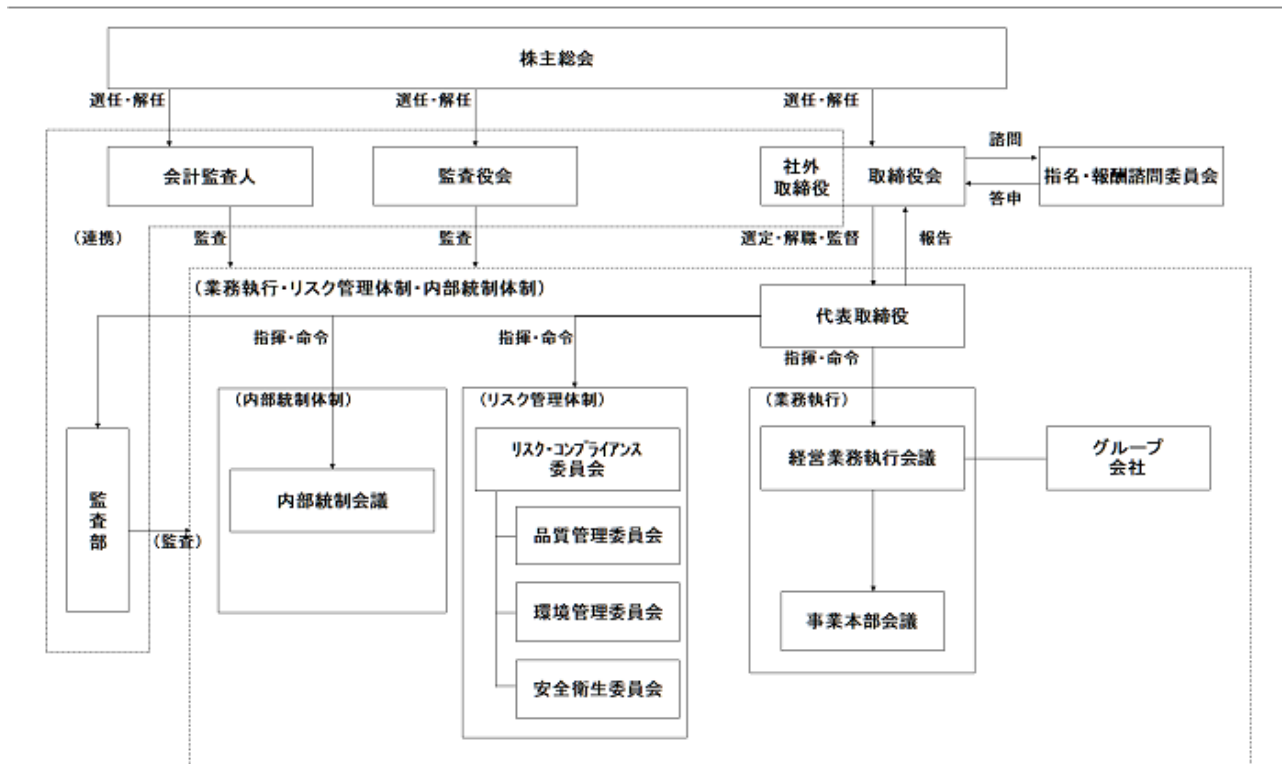 株主総会
選任・解任
選任・解任
選任・解任
会計監査人
監査役会
社外
取締役
取締役会
諮問
答申
指名・報酬諮問委員会
（連携）
監査
監査
選定・解職・監督
報告
（業務執行・リスク管理体制・内部統制体制）
代表取締役
指揮・命令
指揮・命令
指揮・命令
（内部統制体制）
（リスク管理体制）
（業務執行）
監査部
（監査）
内部統制会議
リスク・コンプライアンス
委員会
品質管理委員会
環境管理委員会
安全衛生委員会
経営業務執行会議
事業本部会議
グループ
会社